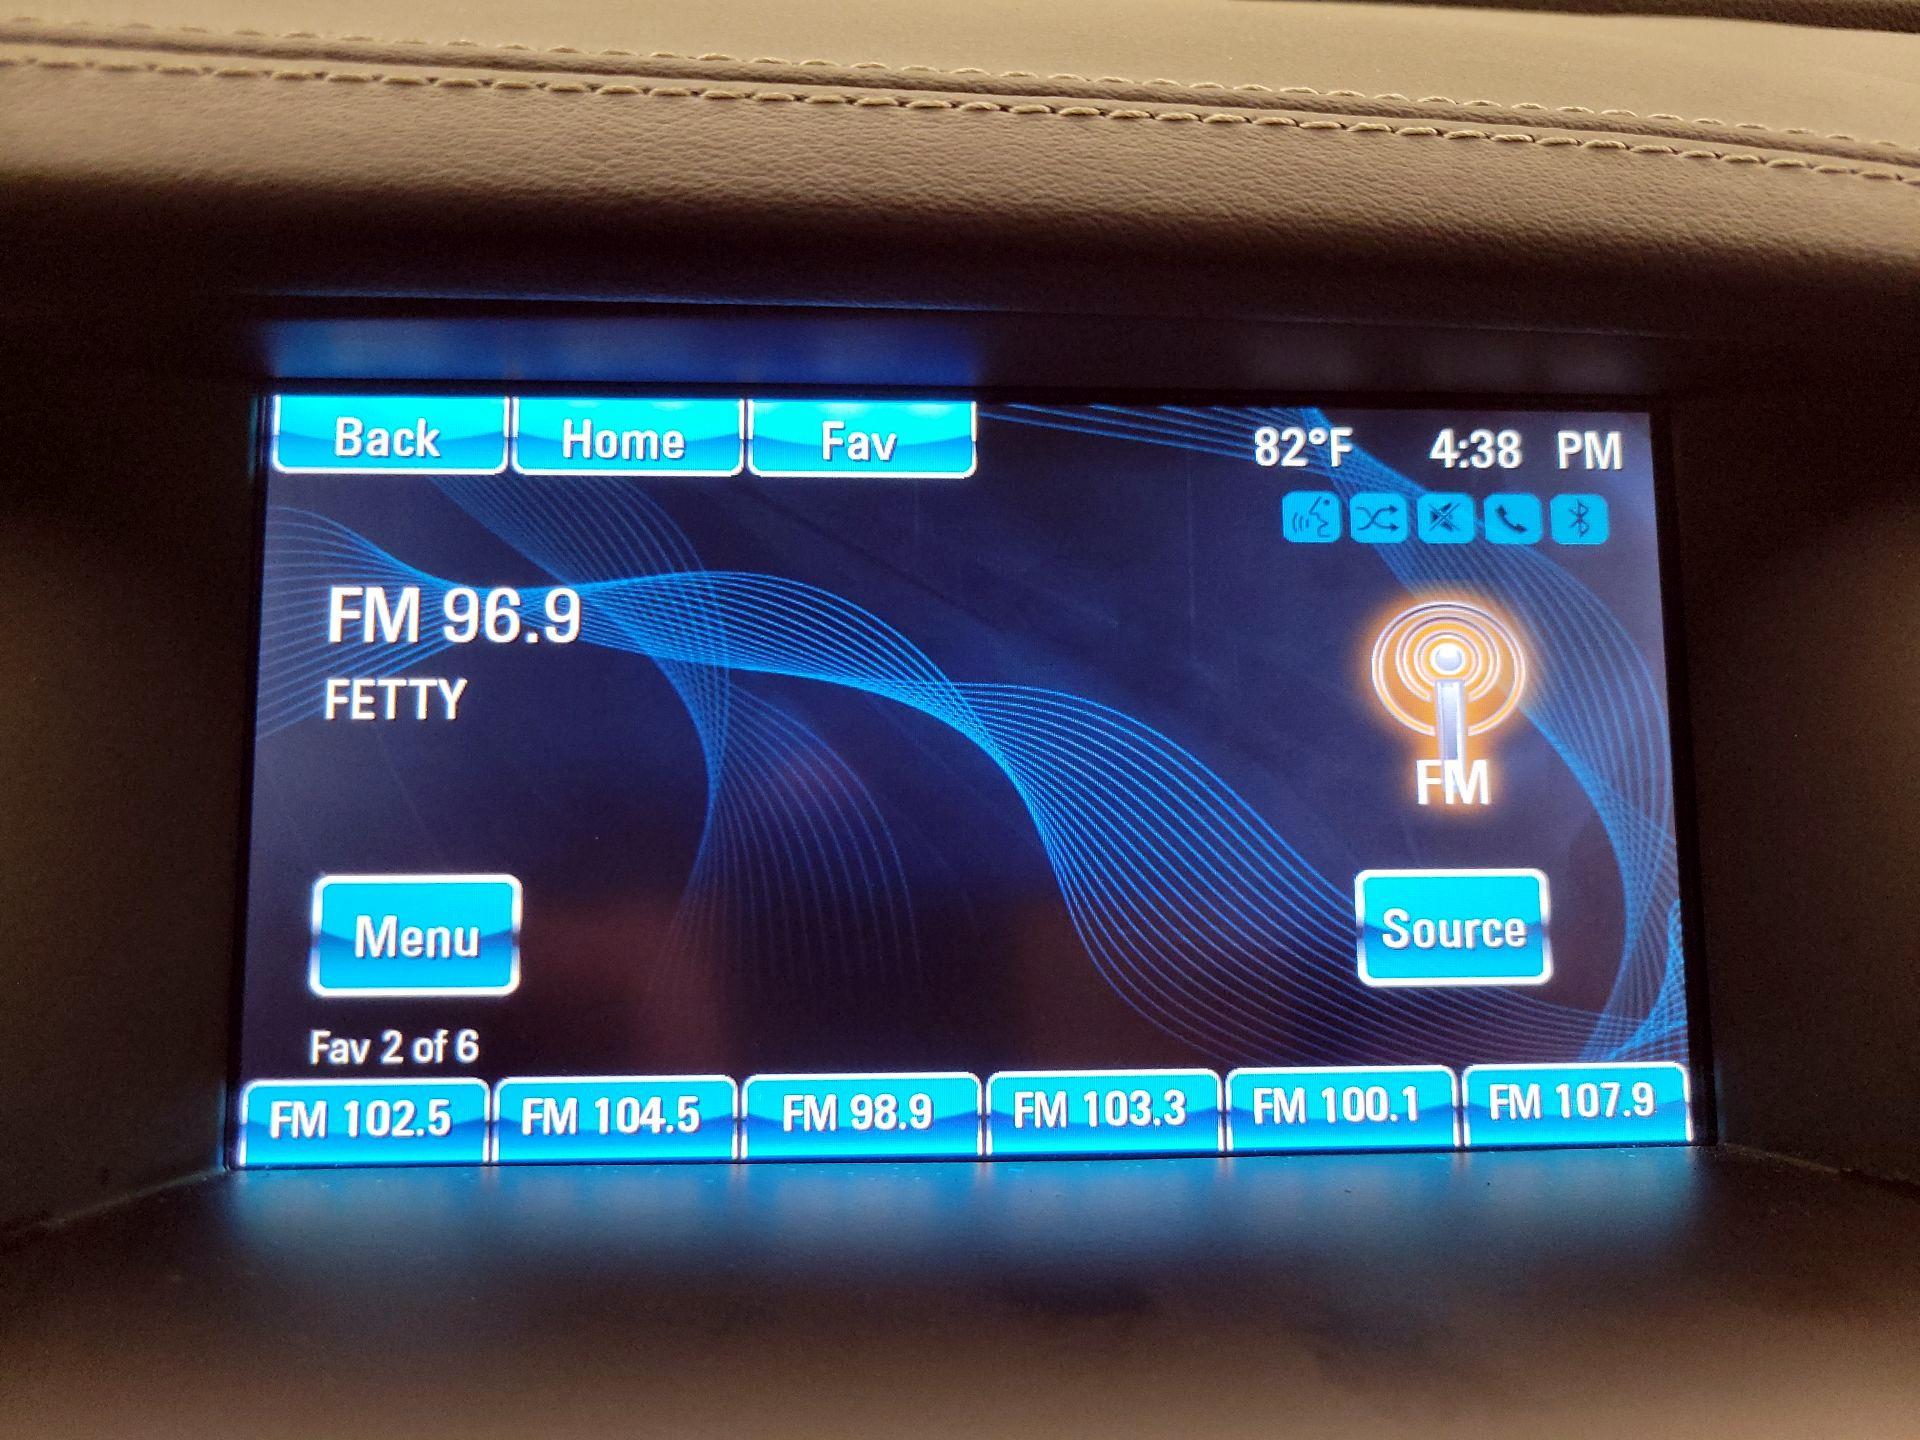 Back Home Fav 82°F 4:38 PM
FM 96.9
FETTY
FM
Menu
Source
Fav 2 of 6
FM 102.5 FM 104.5 FM 98.9 FM 103.3 FM 100.1 FM 107.9